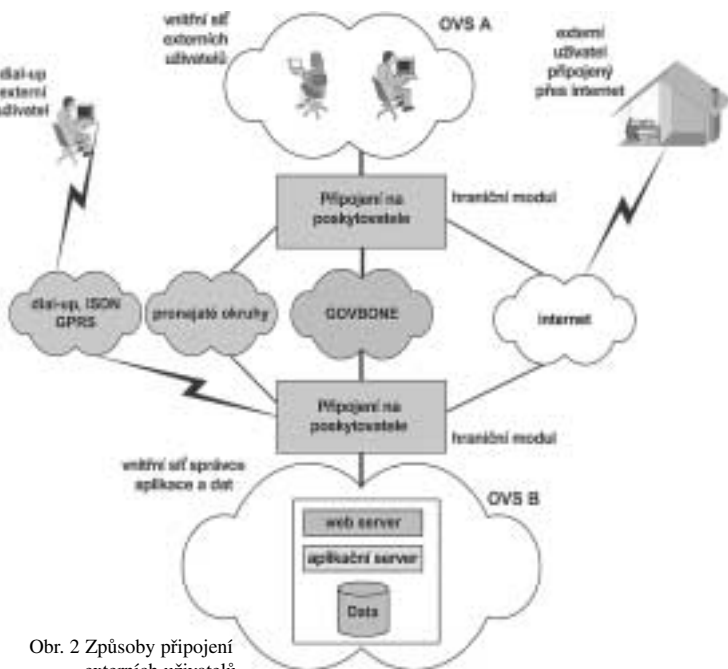 vnitřní síť
externích
uživatelů
OVS A
externí
uživatel
připojený
přes internet
dial-up
externí
uživatel
Připojení na
poskytovatele
hraniční modul
dial-up, ISDN
GPRS
pronajaté okruhy
GOVBONE
internet
Připojení na
poskytovatele
hraniční modul
vnitřní síť správce
aplikace a dat
OVS B
web server
aplikační server
Data
Obr. 2 Způsoby připojení
externích uživatelů